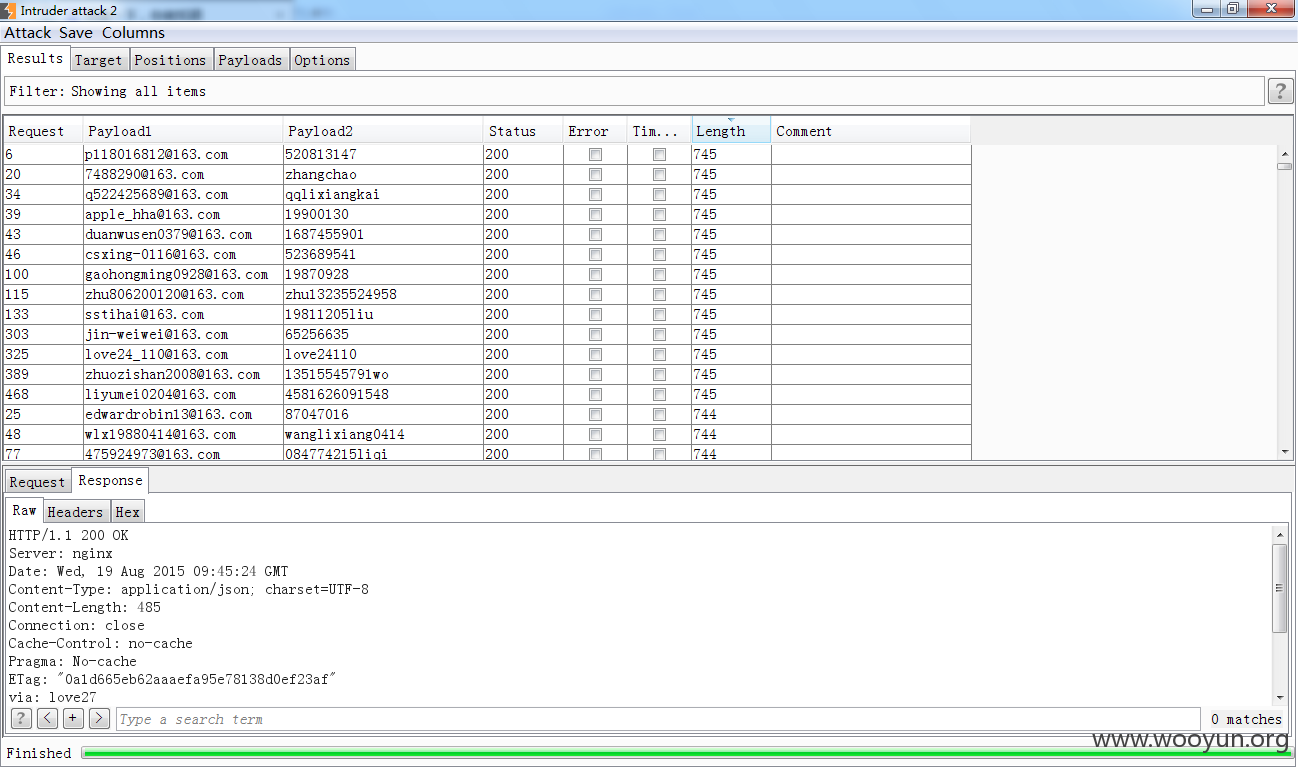 Intruder attack 2
Attack Save Columns
Results Target Positions Payloads Options
Filter: Showing all items ?
Request Payload1 Payload2 Status Error Tim... Length Comment
6 p118016812@163.com 520813147 200 745
20 7488290@163.com zhangchao 200 745
34 q522425689@163.com qqlixiangkai 200 745
39 apple_hha@163.com 19900130 200 745
43 duanwusen0379@163.com 1687455901 200 745
46 csxing-0116@163.com 523689541 200 745
100 gaohongming0928@163.com 19870928 200 745
115 zhu806200120@163.com zhu13235524958 200 745
133 sstihai@163.com 19811205liu 200 745
303 jin-weiwei@163.com 65256635 200 745
325 love24_110@163.com love24110 200 745
389 zhuozishan2008@163.com 13515545791wo 200 745
468 liyumei0204@163.com 4581626091548 200 745
25 edwardrobin13@163.com 87047016 200 744
48 wlx19880414@163.com wanglixiang0414 200 744
77 475924973@163.com 084774215liqi 200 744
Request Response
Raw Headers Hex
HTTP/1.1 200 OK
Server: nginx
Date: Wed, 19 Aug 2015 09:45:24 GMT
Content-Type: application/json; charset=UTF-8
Content-Length: 485
Connection: close
Cache-Control: no-cache
Pragma: No-cache
ETag: "0a1d665eb62aaaefa95e78138d0ef23af"
via: love27
? < + > Type a search term 0 matches
www.wooyun.org
Finished